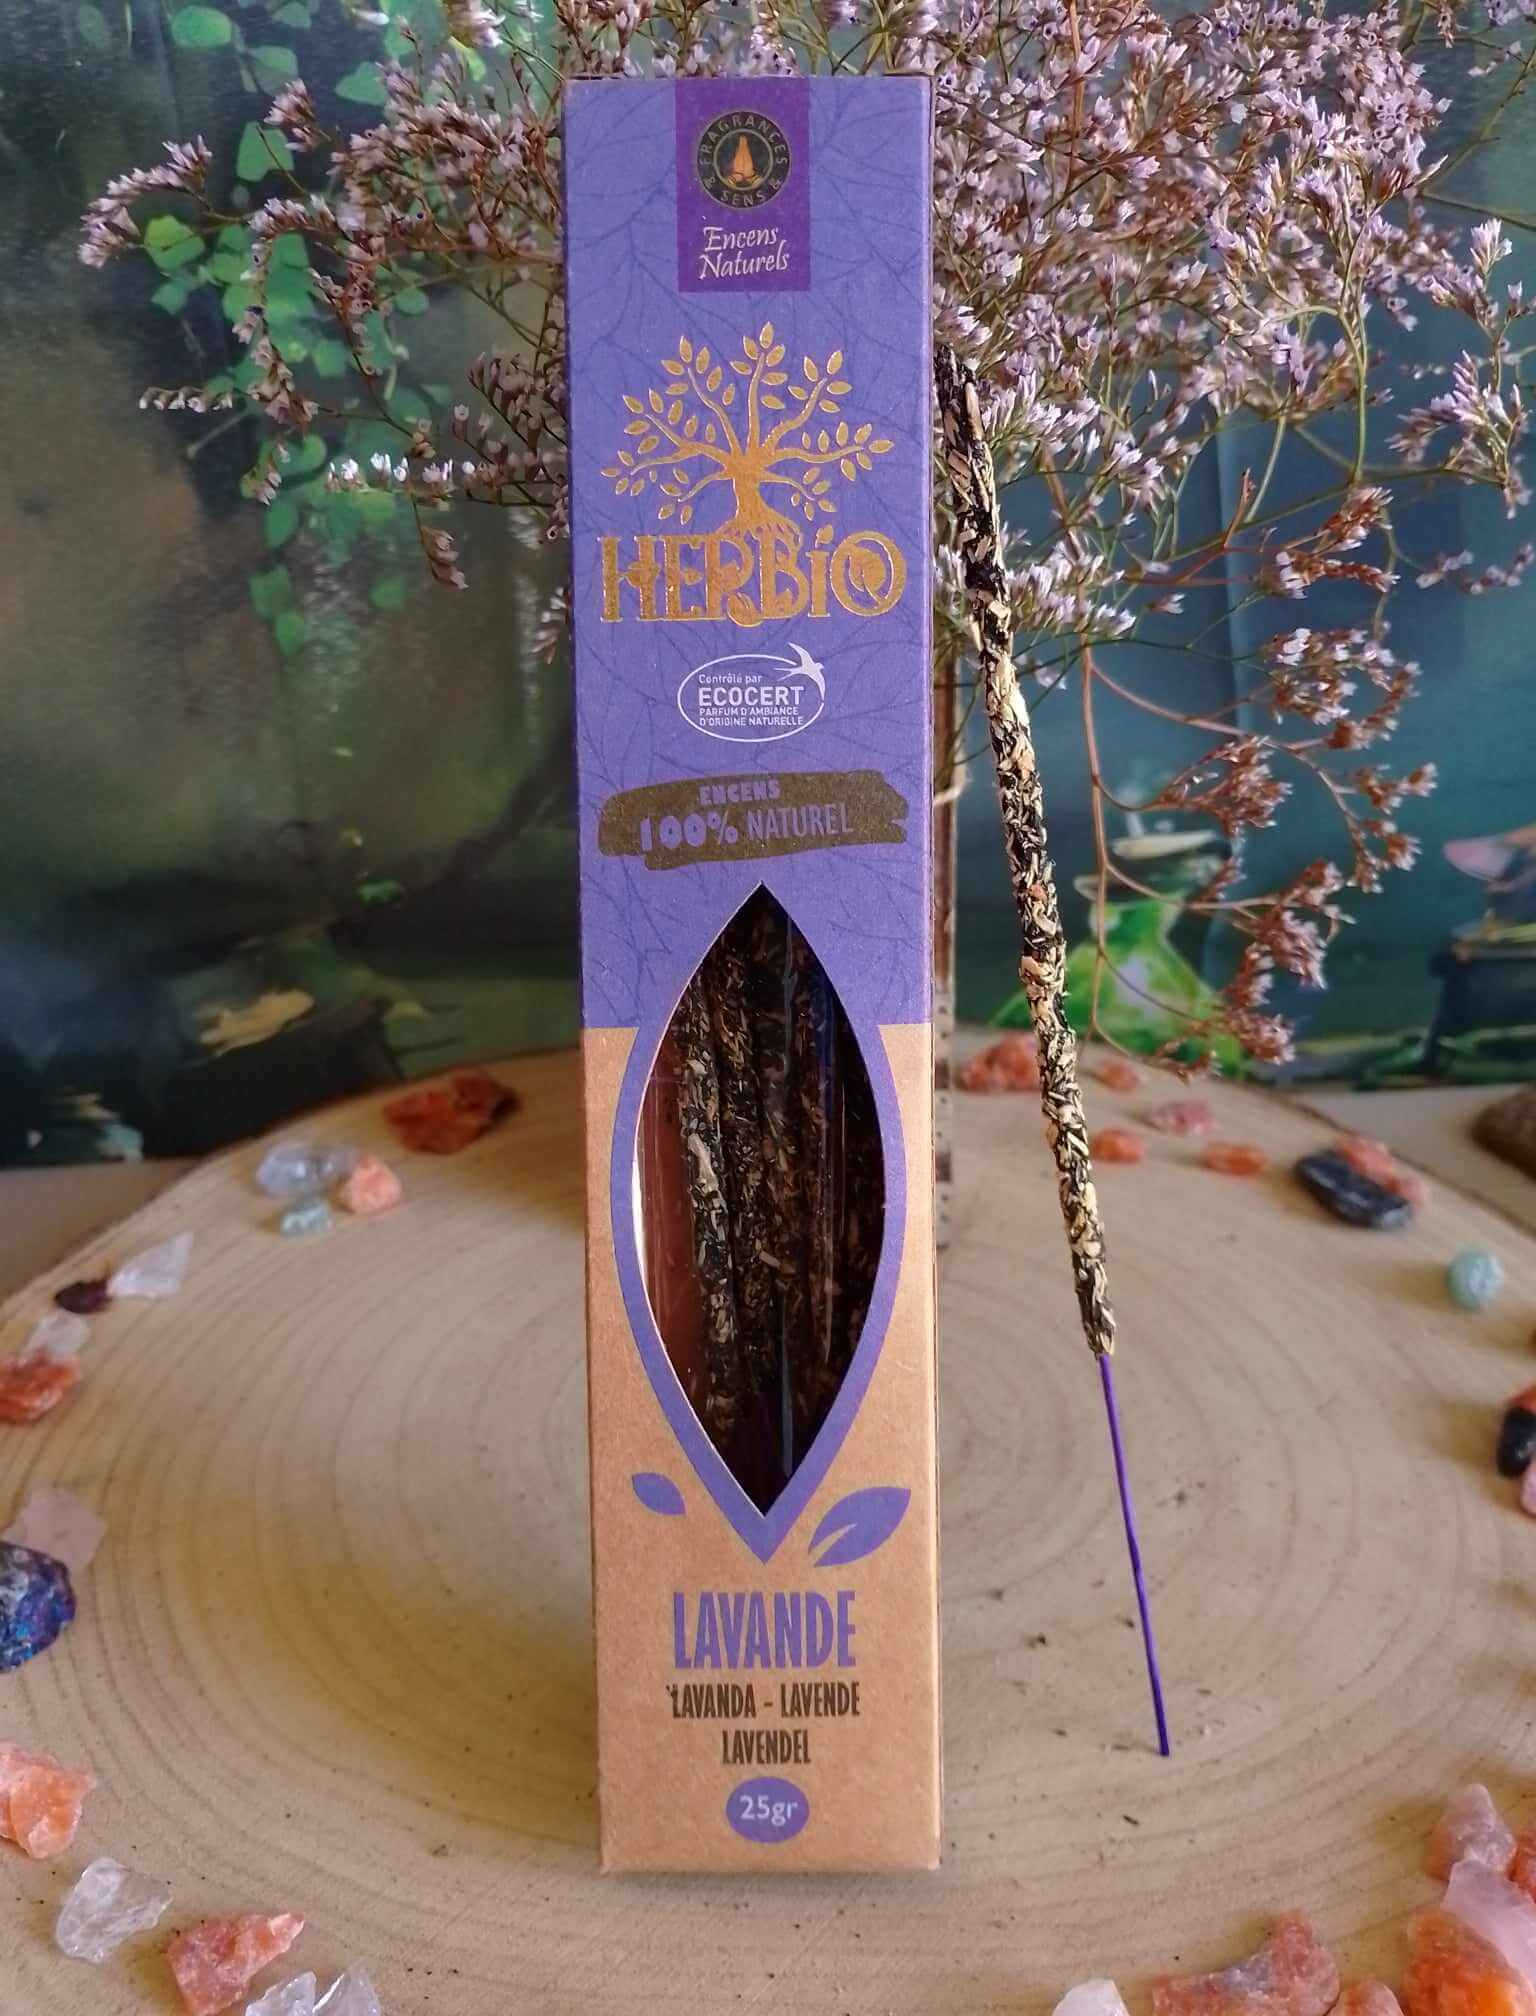 FRAGRANCES
& SENS &
Encens
Naturels
HERBiO
Contrôlé par
ECOCERT
PARFUM D'AMBIANCE
D'ORIGINE NATURELLE
ENCENS
100% NATUREL
LAVANDE
LAVANDA - LAVENDE
LAVENDEL
25gr